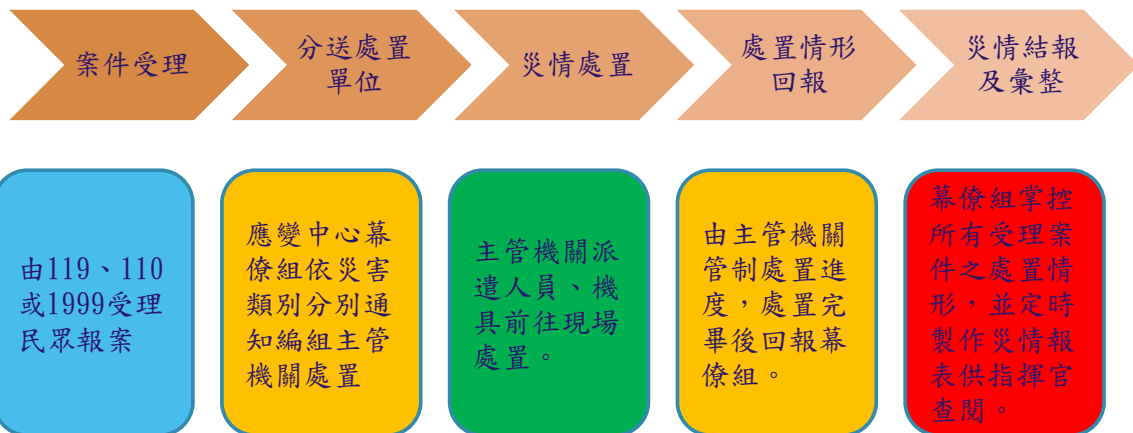 案件受理
分送處置
單位
災情處置
處置情形
回報
災情結報
及彙整
由119、110
或1999受理
民眾報案
應變中心幕
僚組依災害
類別分別通
知編組主管
機關處置
主管機關派
遣人員、機
具前往現場
處置。
由主管機關
管制處置進
度，處置完
畢後回報幕
僚組。
幕僚組掌控
所有受理案
件之處置情
形，並定時
製作災情報
表供指揮官
查閱。